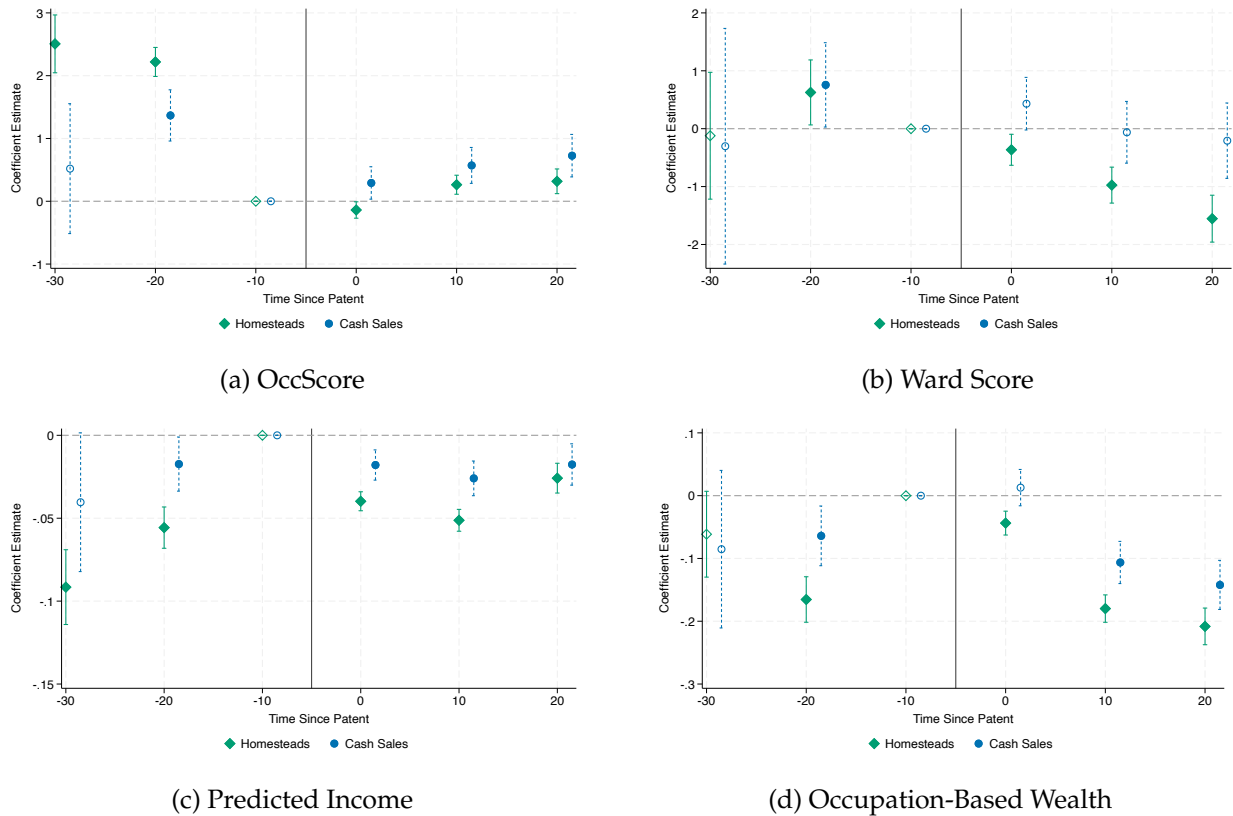 3
2
1
0
-1
Coefficient Estimate
-30 -20 -10 0 10 20
Time Since Patent
Homesteads Cash Sales
(a) OccScore
2
1
0
-1
-2
Coefficient Estimate
-30 -20 -10 0 10 20
Time Since Patent
Homesteads Cash Sales
(b) Ward Score
0
-.05
-.1
-.15
Coefficient Estimate
-30 -20 -10 0 10 20
Time Since Patent
Homesteads Cash Sales
(c) Predicted Income
.1
0
-.1
-.2
-.3
Coefficient Estimate
-30 -20 -10 0 10 20
Time Since Patent
Homesteads Cash Sales
(d) Occupation-Based Wealth